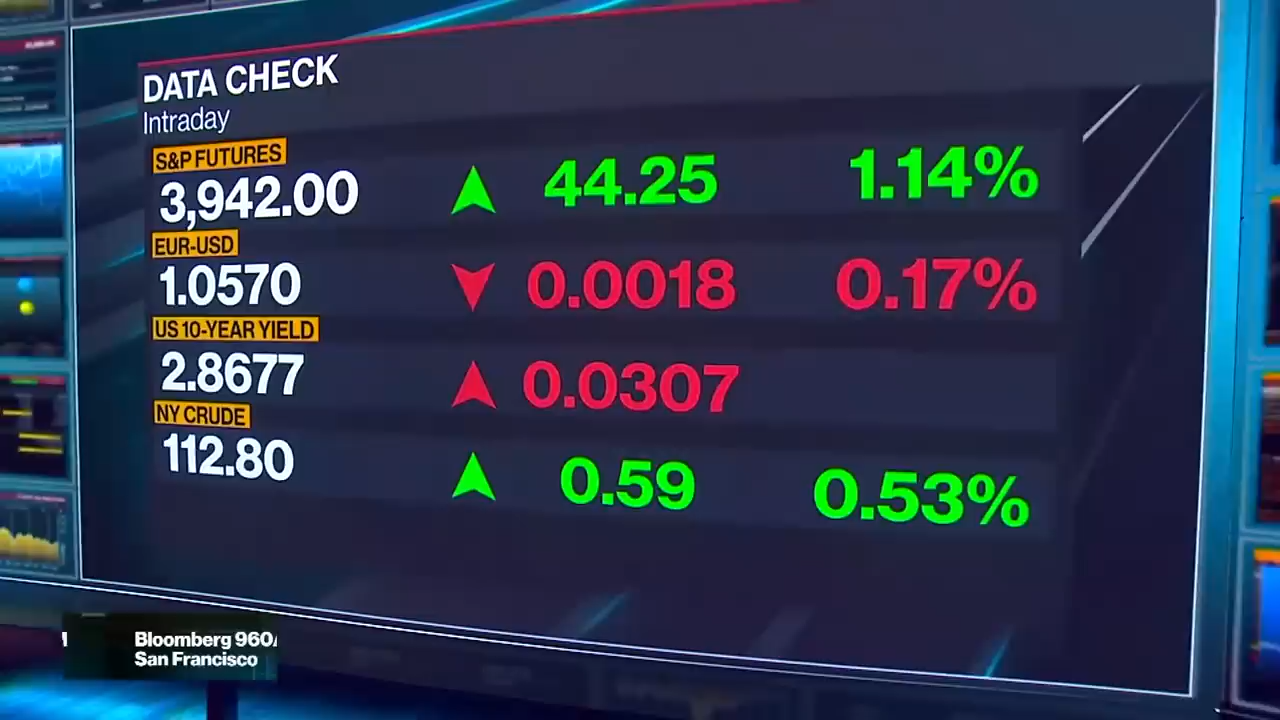 DATA CHECK
Intraday
S&P FUTURES
3,942.00 44.25 1.14%
EUR-USD
1.0570 0.0018 0.17%
US 10-YEAR YIELD
2.8677 0.0307
NY CRUDE
112.80 0.59 0.53%
Bloomberg 960
San Francisco